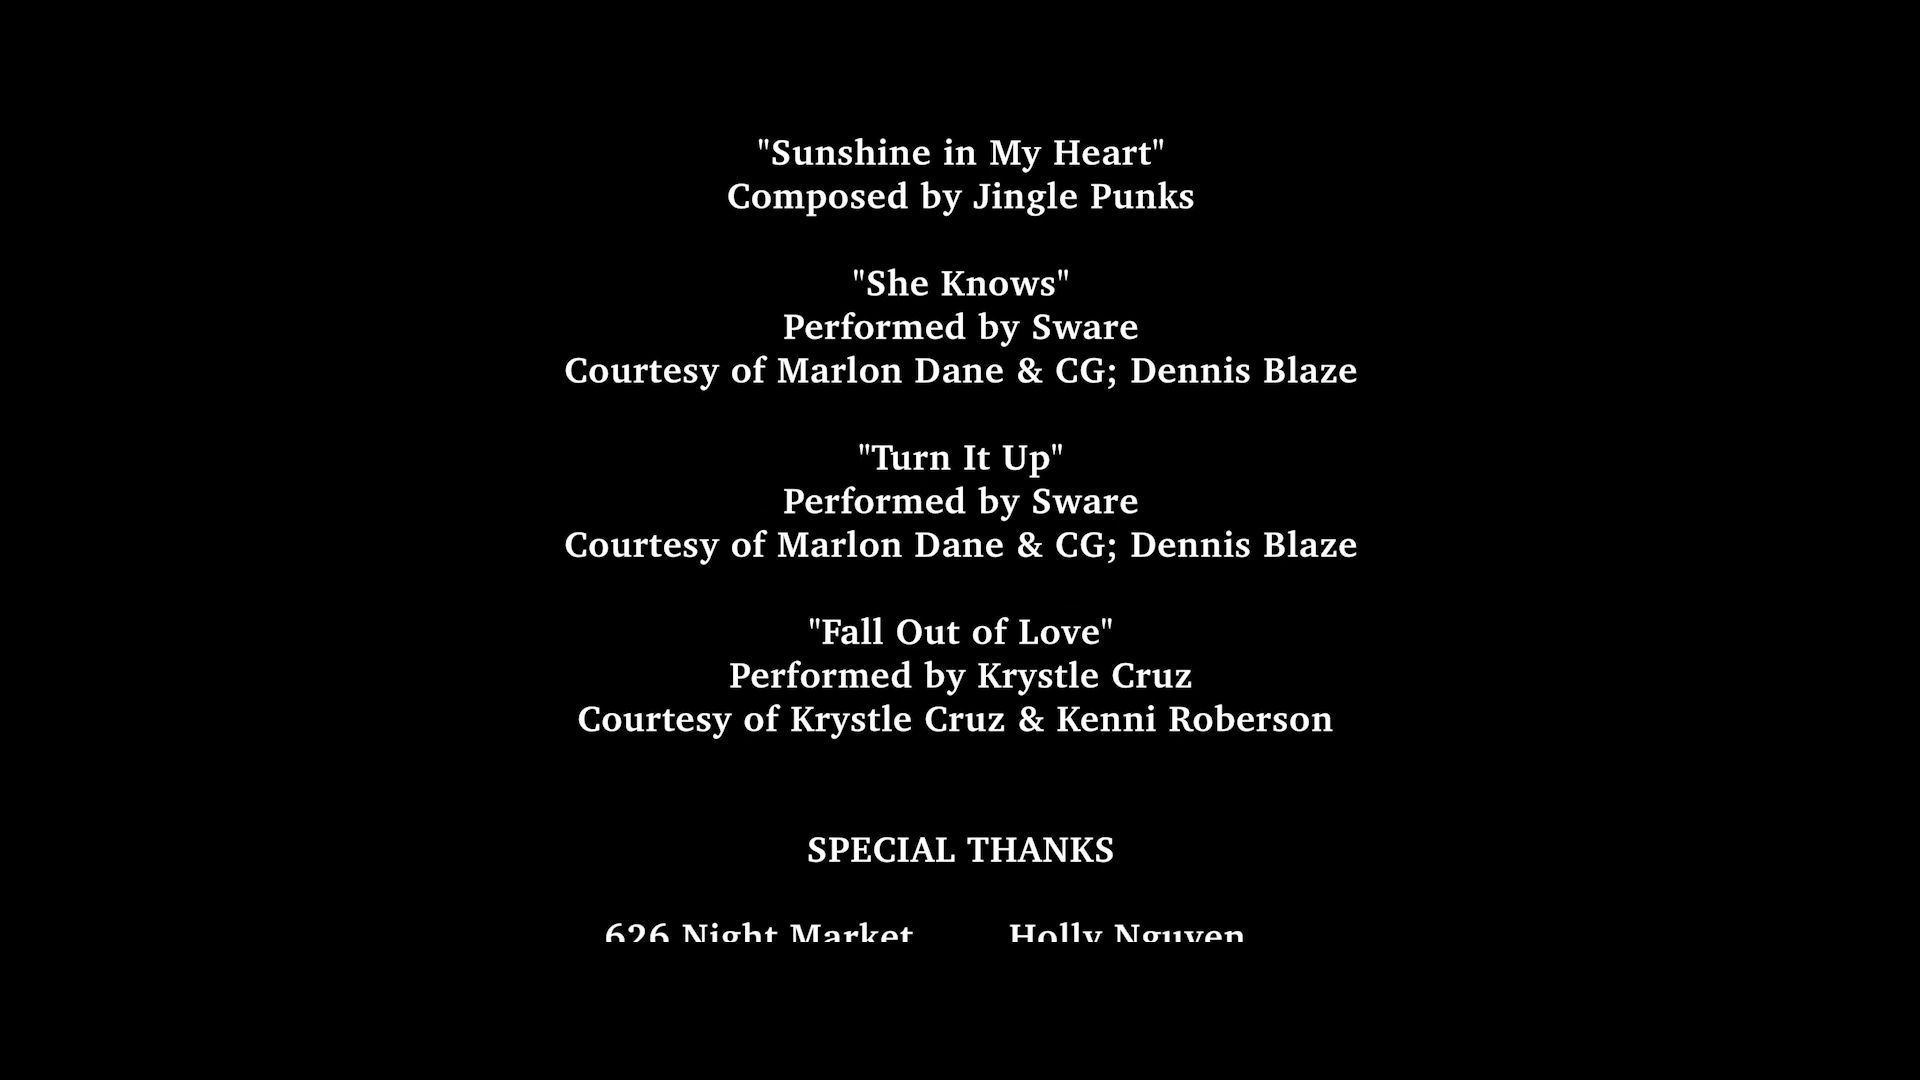 "Sunshine in My Heart"
Composed by Jingle Punks
"She Knows"
Performed by Sware
Courtesy of Marlon Dane & CG; Dennis Blaze
"Turn It Up"
Performed by Sware
Courtesy of Marlon Dane & CG; Dennis Blaze
"Fall Out of Love"
Performed by Krystle Cruz
Courtesy of Krystle Cruz & Kenni Roberson
SPECIAL THANKS
626 Night Market Holly Nguyen